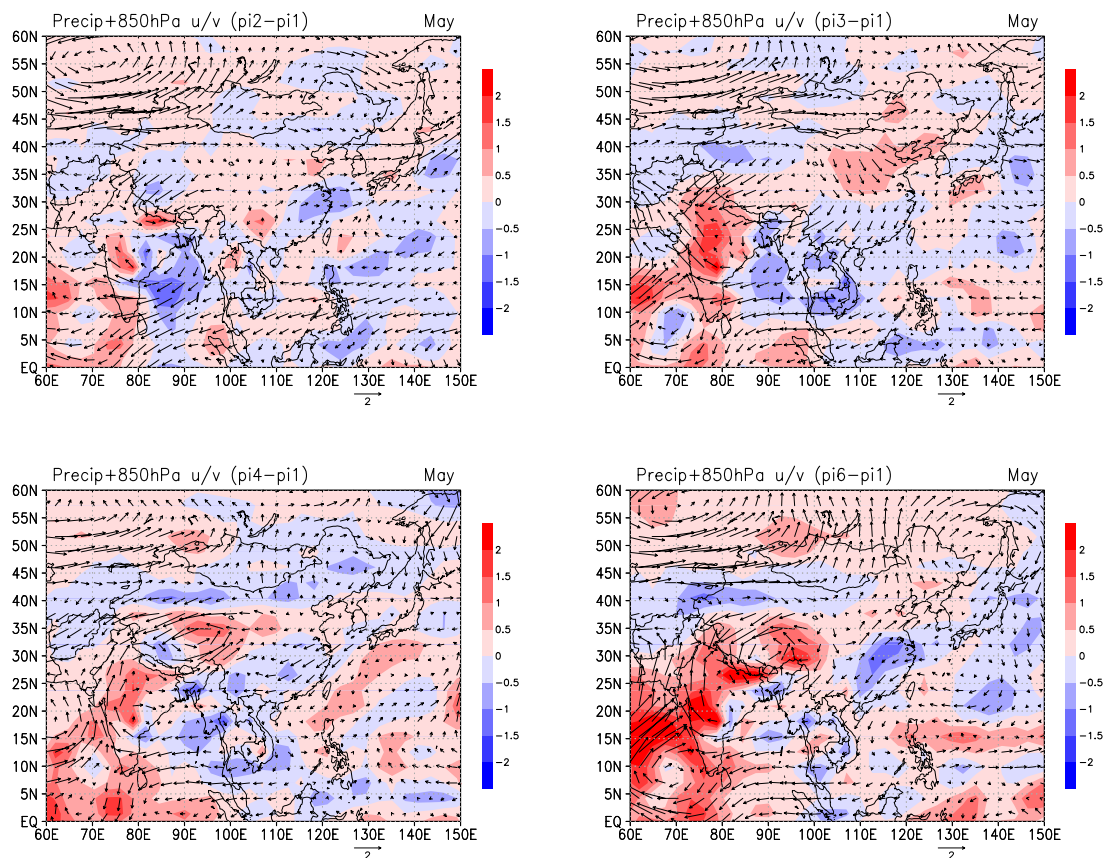 Precip+850hPa u/v (pi2−pi1) May
60N
55N
50N
45N
40N
35N
30N
25N
20N
15N
10N
5N
EQ
60E 70E 80E 90E 100E 110E 120E 130E 140E 150E
2
2
1.5
1
0.5
0
−0.5
−1
−1.5
−2
Precip+850hPa u/v (pi3−pi1) May
60N
55N
50N
45N
40N
35N
30N
25N
20N
15N
10N
5N
EQ
60E 70E 80E 90E 100E 110E 120E 130E 140E 150E
2
2
1.5
1
0.5
0
−0.5
−1
−1.5
−2
Precip+850hPa u/v (pi4−pi1) May
60N
55N
50N
45N
40N
35N
30N
25N
20N
15N
10N
5N
EQ
60E 70E 80E 90E 100E 110E 120E 130E 140E 150E
2
2
1.5
1
0.5
0
−0.5
−1
−1.5
−2
Precip+850hPa u/v (pi6−pi1) May
60N
55N
50N
45N
40N
35N
30N
25N
20N
15N
10N
5N
EQ
60E 70E 80E 90E 100E 110E 120E 130E 140E 150E
2
2
1.5
1
0.5
0
−0.5
−1
−1.5
−2